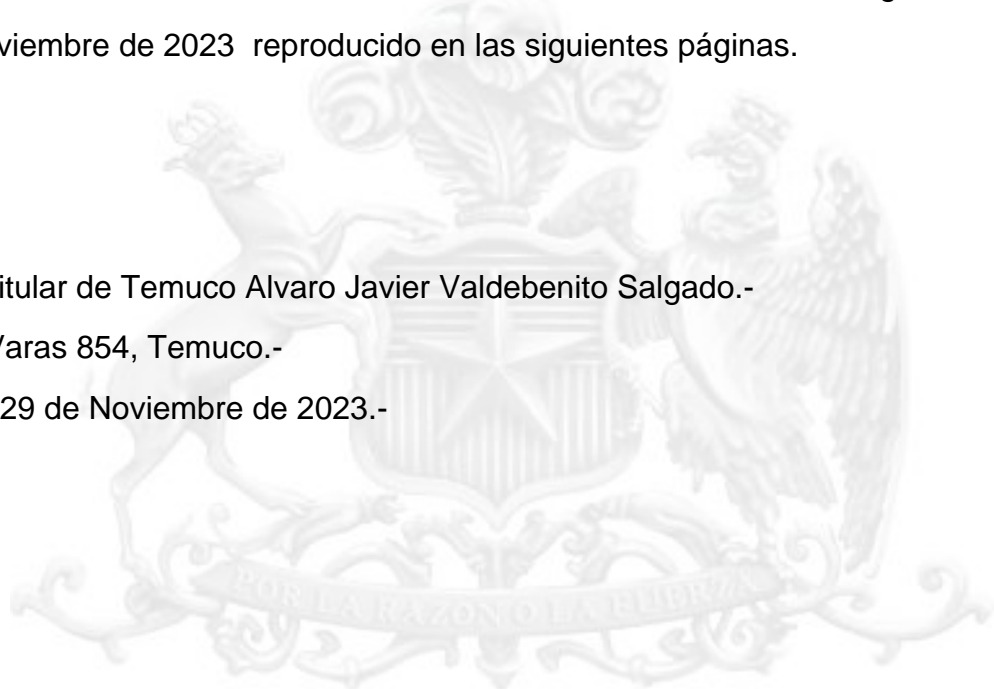 viembre de 2023 reproducido en las siguientes páginas.
itular de Temuco Alvaro Javier Valdebenito Salgado.-
Varas 854, Temuco.-
29 de Noviembre de 2023.-
POR LA RAZON O LA FUERZA